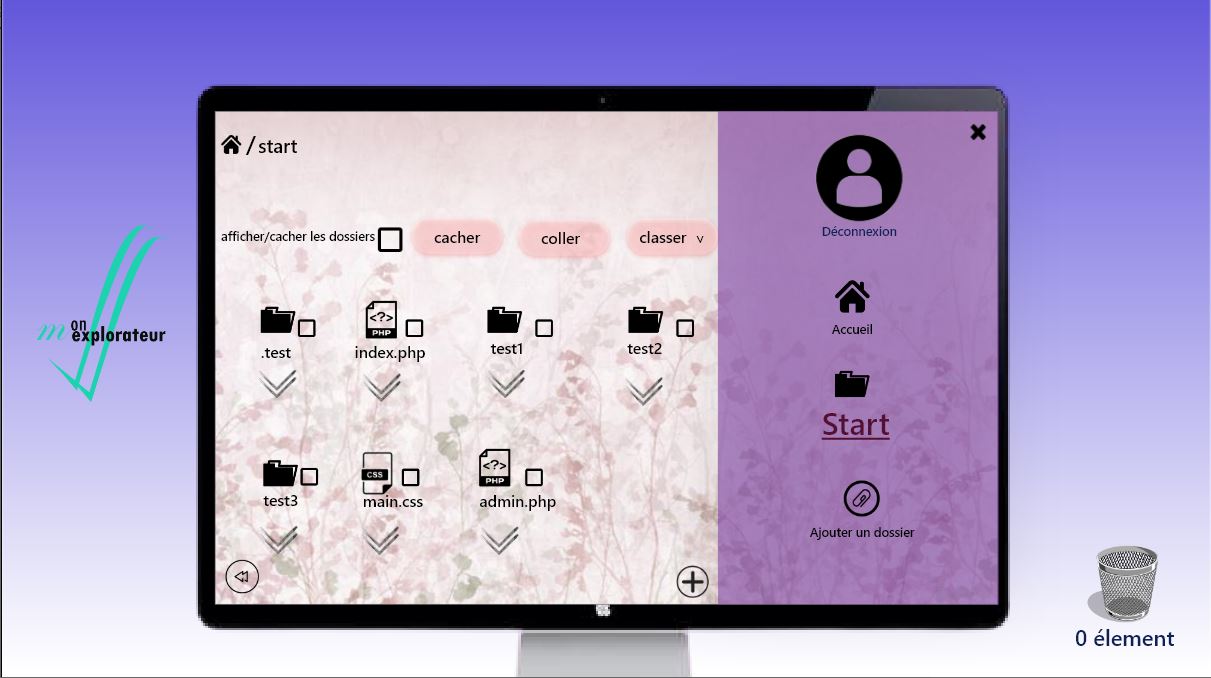 / start
afficher/cacher les dossiers
cacher
coller
classer v
.test
<?>
PHP
index.php
test1
test2
test3
CSS
main.css
<?>
PHP
admin.php
Déconnexion
Accueil
Start
Ajouter un dossier
mon
explorateur
0 élement